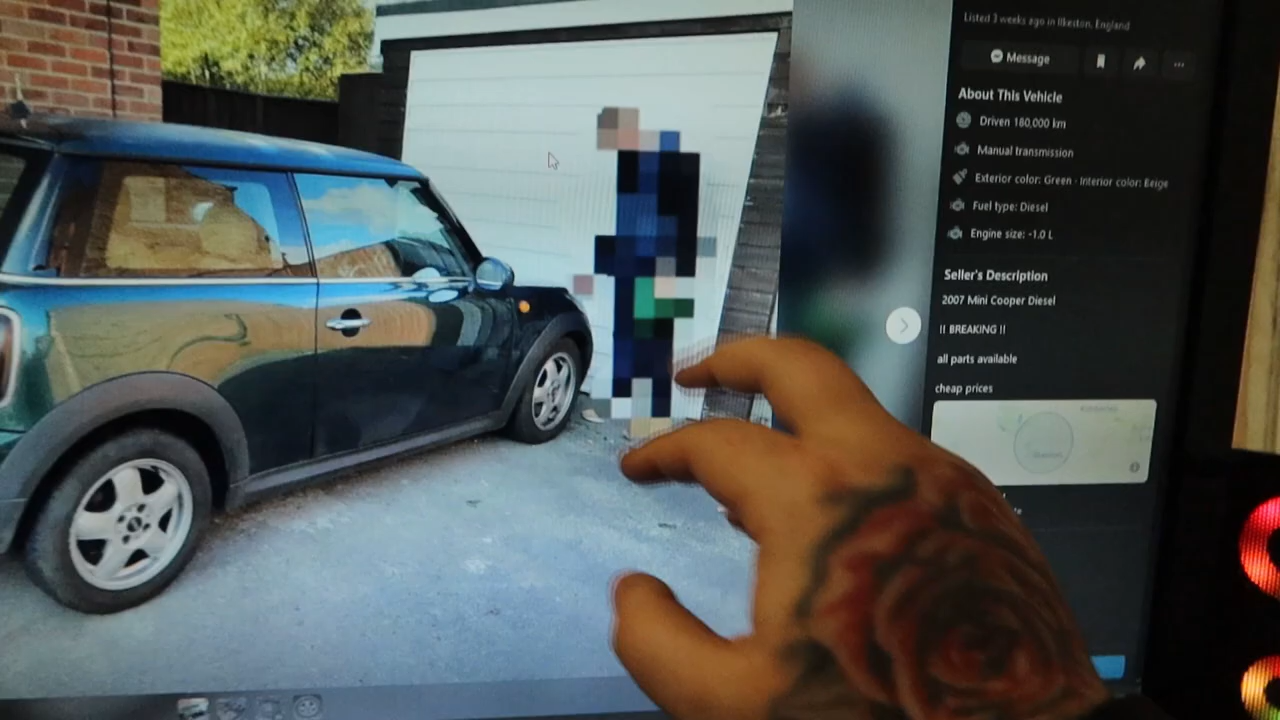 Listed 3 weeks ago in Ilkeston, England
Message
About This Vehicle
Driven 180,000 km
Manual transmission
Exterior color: Green · Interior color: Beige
Fuel type: Diesel
Engine size: -1.0 L
Seller's Description
2007 Mini Cooper Diesel
!! BREAKING !!
all parts available
cheap prices